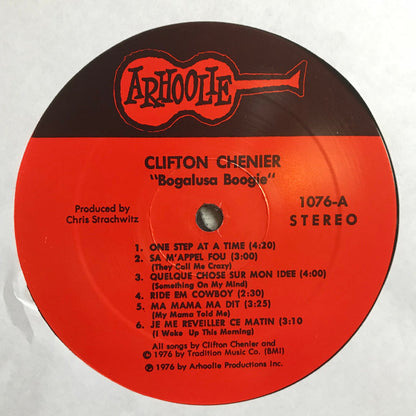 ARHOOLIE
CLIFTON CHENIER
"Bogalusa Boogie"
Produced by
Chris Strachwitz
1076-A
STEREO
1. ONE STEP AT A TIME (4:20)
2. SA M'APPEL FOU (3:00)
(They Call Me Crazy)
3. QUELQUE CHOSE SUR MON IDEE (4:00)
(Something On My Mind)
4. RIDE EM COWBOY (2:30)
5. MA MAMA MA DIT (3:25)
(My Mama Told Me)
6. JE ME REVEILLER CE MATIN (3:10
(I Woke Up This Morning)
All songs by Clifton Chenier and
© 1976 by Tradition Music Co. (BMI)
℗ 1976 by Arhoolie Productions Inc.